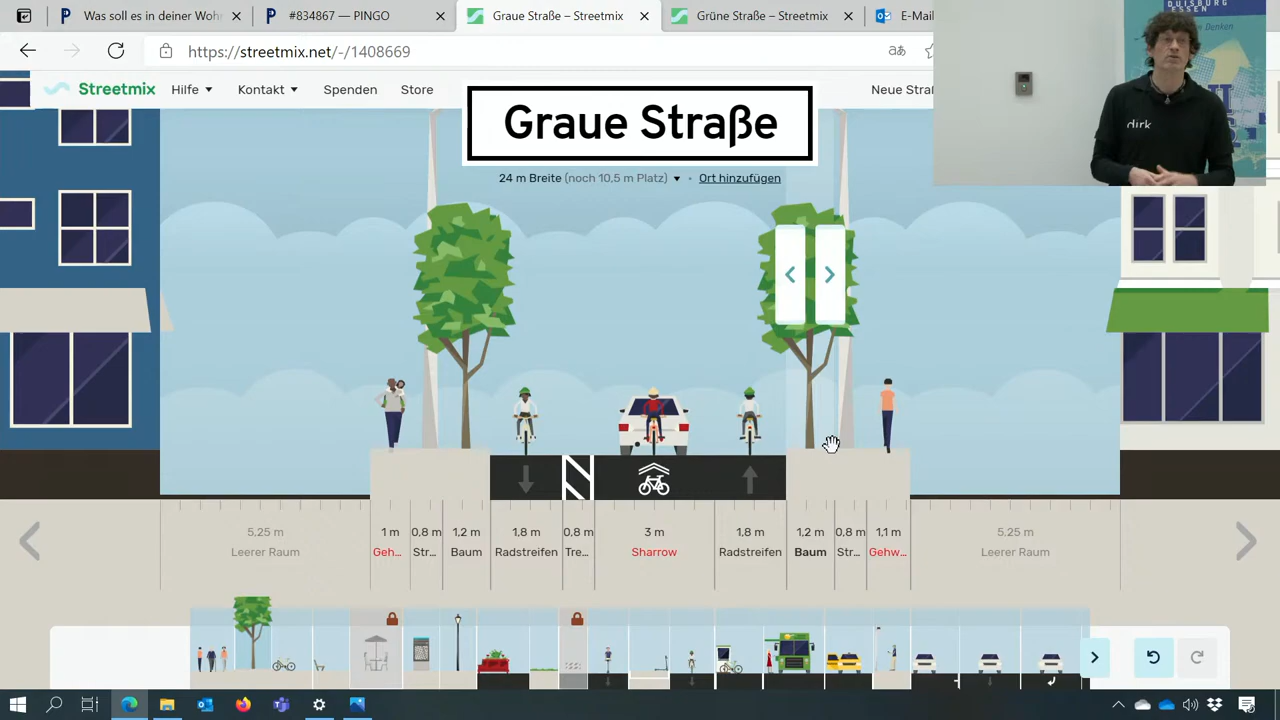 Was soll es in deiner Wohn
#834867 — PINGO
Graue Straße – Streetmix
Grüne Straße – Streetmix
E-Mail
https://streetmix.net/-/1408669
Streetmix
Hilfe
Kontakt
Spenden
Store
Neue Straß
Graue Straße
24 m Breite (noch 10,5 m Platz) • Ort hinzufügen
DUISBURG
ESSEN
Denken
dirk
5,25 m
1 m
0,8 m
1,2 m
1,8 m
0,8 m
3 m
1,8 m
1,2 m
0,8 m
1,1 m
5,25 m
Leerer Raum
Geh...
Str...
Baum
Radstreifen
Tre...
Sharrow
Radstreifen
Baum
Str...
Gehw...
Leerer Raum